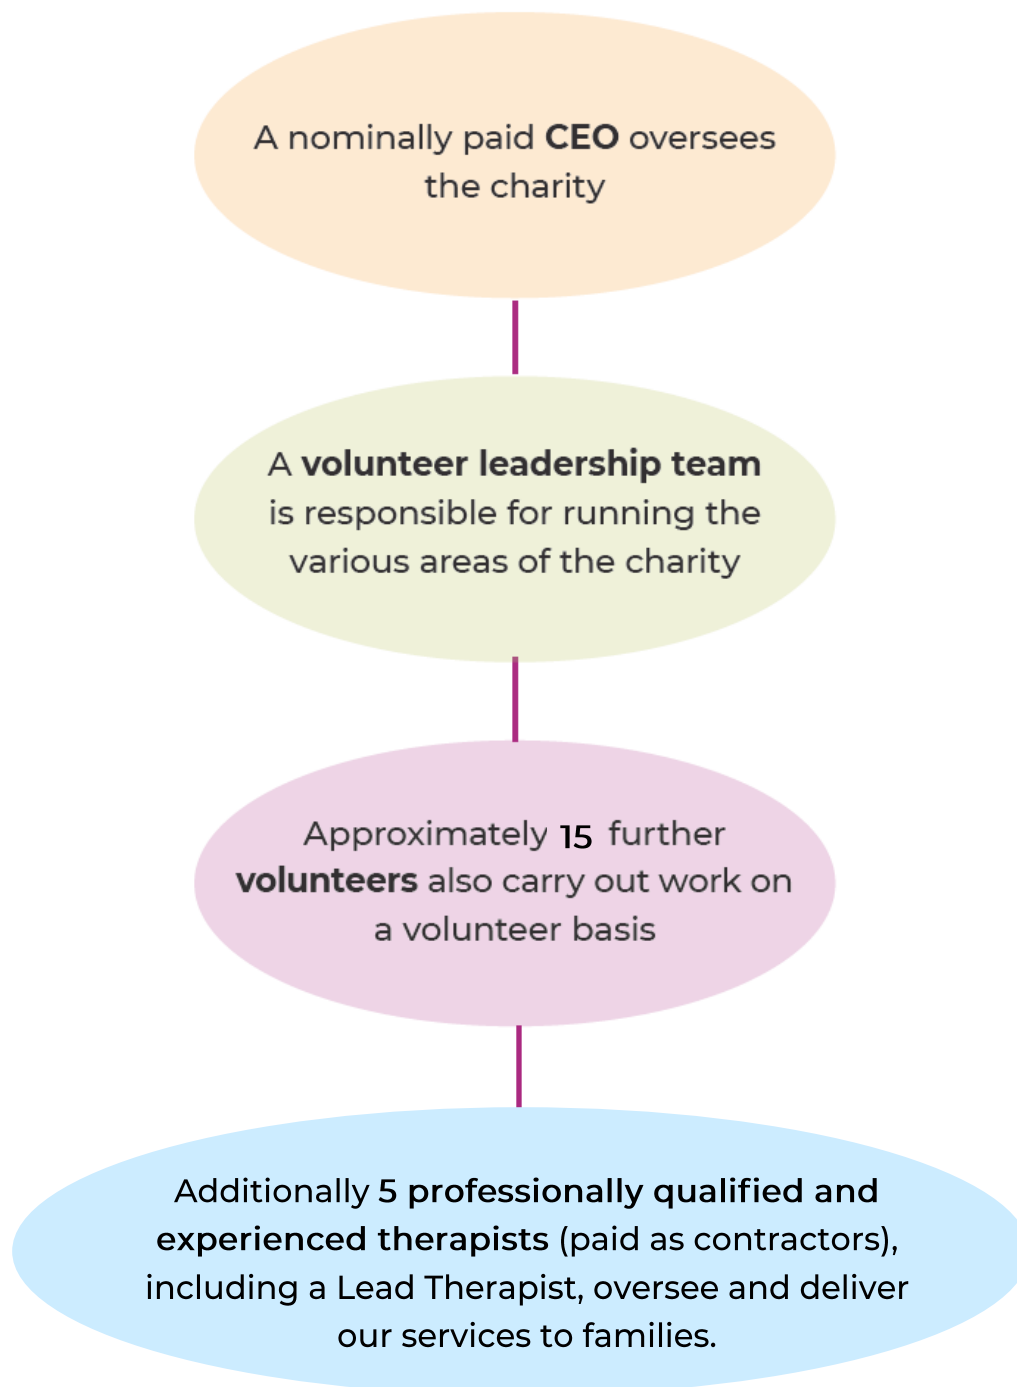 A nominally paid CEO oversees
the charity
A volunteer leadership team
is responsible for running the
various areas of the charity
Approximately 15 further
volunteers also carry out work on
a volunteer basis
Additionally 5 professionally qualified and
experienced therapists (paid as contractors),
including a Lead Therapist, oversee and deliver
our services to families.